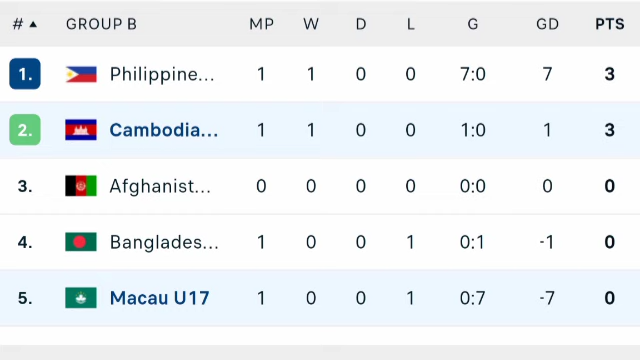 # ▲ GROUP B MP W D L G GD PTS
1. Philippine... 1 1 0 0 7:0 7 3
2. Cambodia... 1 1 0 0 1:0 1 3
3. Afghanist... 0 0 0 0 0:0 0 0
4. Banglades... 1 0 0 1 0:1 -1 0
5. Macau U17 1 0 0 1 0:7 -7 0